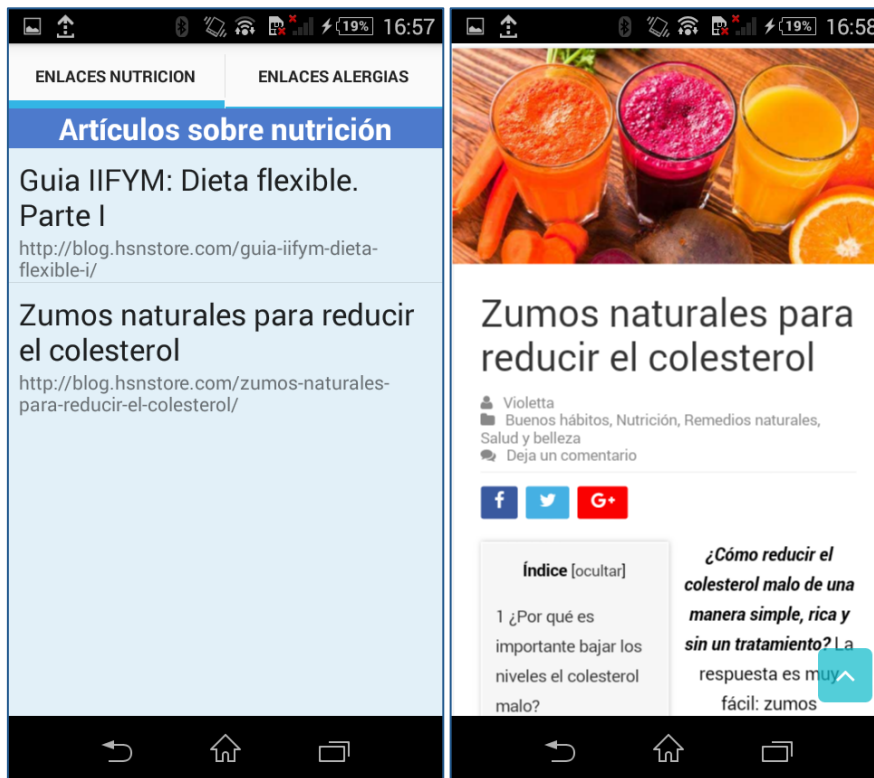 19% 16:57
ENLACES NUTRICION
ENLACES ALERGIAS
Artículos sobre nutrición
Guia IIFYM: Dieta flexible.
Parte I
http://blog.hsnstore.com/guia-iifym-dieta-
flexible-i/
Zumos naturales para reducir
el colesterol
http://blog.hsnstore.com/zumos-naturales-
para-reducir-el-colesterol/
19% 16:58
Zumos naturales para
reducir el colesterol
Violetta
Buenos hábitos, Nutrición, Remedios naturales,
Salud y belleza
Deja un comentario
f
G+
Índice [ocultar]
1 ¿Por qué es
importante bajar los
niveles el colesterol
malo?
¿Cómo reducir el
colesterol malo de una
manera simple, rica y
sin un tratamiento? La
respuesta es muy
fácil: zumos